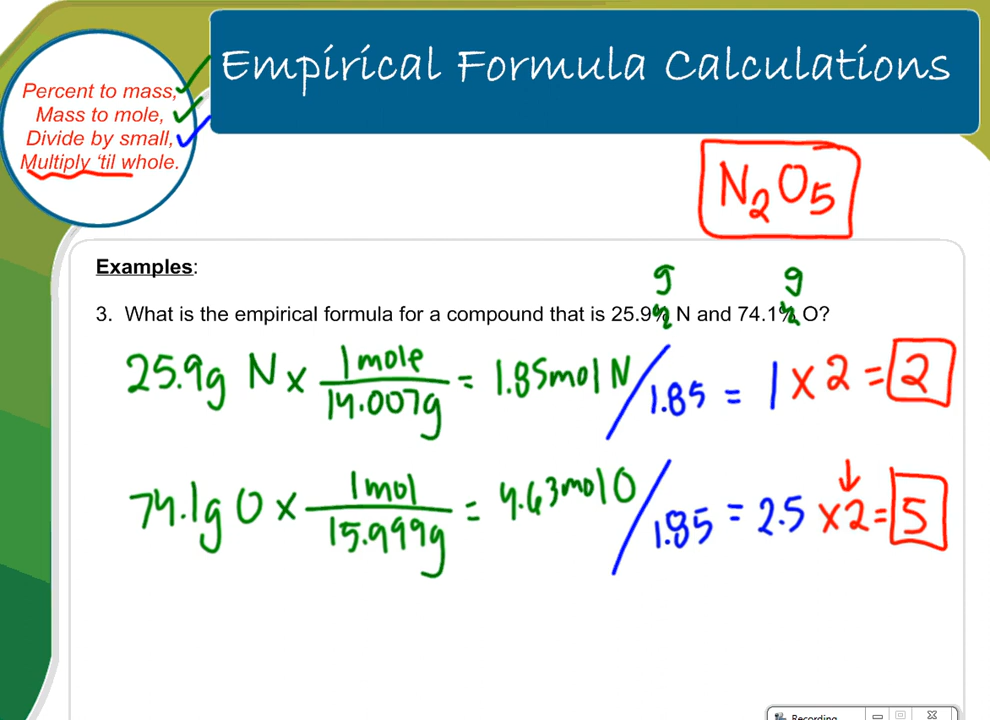 Empirical Formula Calculations
Percent to mass,
Mass to mole,
Divide by small,
Multiply 'til whole.
N₂O₅
Examples:
g g
3. What is the empirical formula for a compound that is 25.9% N and 74.1% O?
25.9g N x 1mole/14.007g = 1.85mol N / 1.85 = 1 x 2 = 2
74.1g O x 1mol/15.999g = 4.63mol O / 1.85 = 2.5 x 2 = 5
Recording